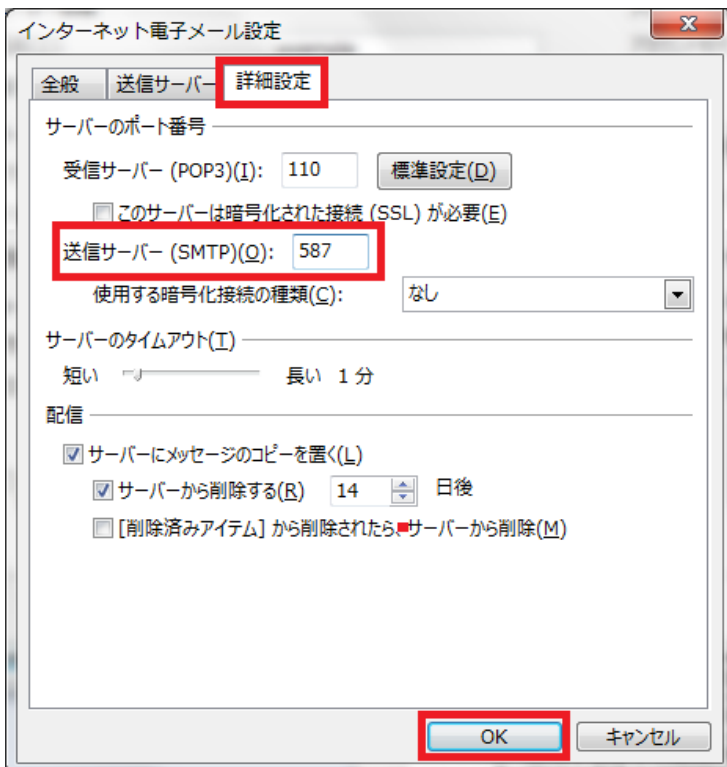 インターネット電子メール設定
全般 送信サーバー 詳細設定
サーバーのポート番号
受信サーバー (POP3)(I): 110 標準設定(D)
このサーバーは暗号化された接続 (SSL) が必要(E)
送信サーバー (SMTP)(O): 587
使用する暗号化接続の種類(C): なし
サーバーのタイムアウト(T)
短い 長い 1 分
配信
サーバーにメッセージのコピーを置く(L)
サーバーから削除する(R) 14 日後
[削除済みアイテム] から削除されたら、サーバーから削除(M)
OK キャンセル